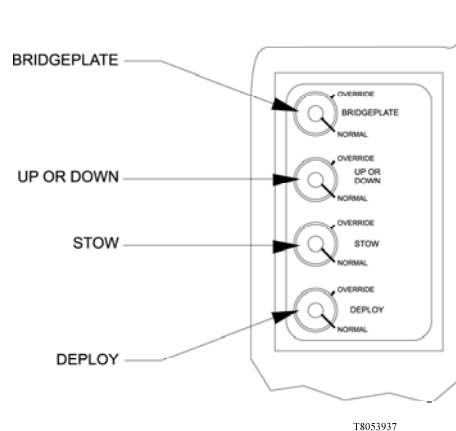 BRIDGEPLATE
OVERRIDE
BRIDGEPLATE
NORMAL
UP OR DOWN
OVERRIDE
UP OR
DOWN
NORMAL
STOW
OVERRIDE
STOW
NORMAL
DEPLOY
OVERRIDE
DEPLOY
NORMAL
T8053937